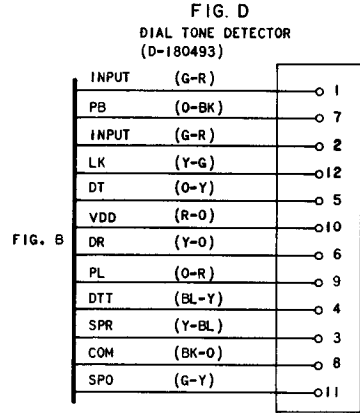 FIG. D
DIAL TONE DETECTOR
(D-180493)
INPUT (G-R) 1
PB (O-BK) 7
INPUT (G-R) 2
LK (Y-G) 12
DT (O-Y) 5
VDD (R-O) 10
FIG. 8 DR (Y-O) 6
PL (O-R) 9
DTT (BL-Y) 4
SPR (Y-BL) 3
COM (BK-O) 8
SPO (G-Y) 11